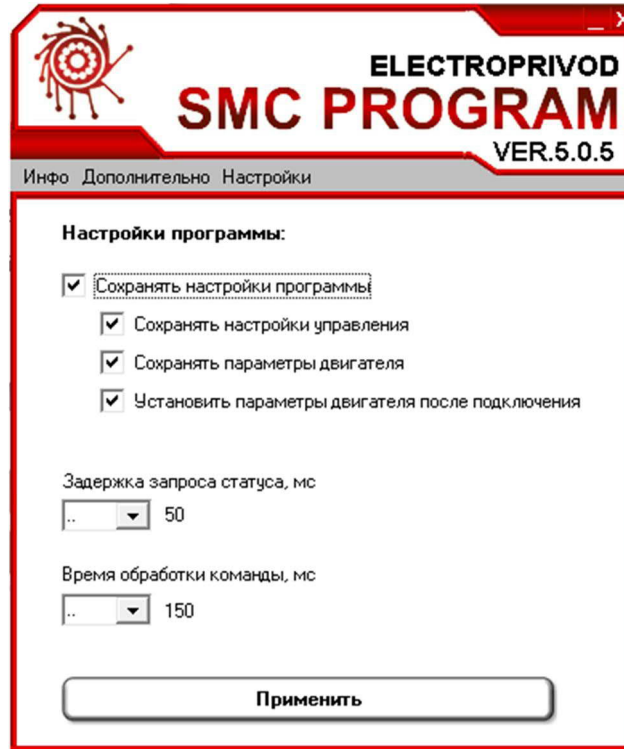 _ X
ELECTROPRIVOD
SMC PROGRAM
VER.5.0.5
Инфо Дополнительно Настройки
Настройки программы:
Сохранять настройки программы
Сохранять настройки управления
Сохранять параметры двигателя
Установить параметры двигателя после подключения
Задержка запроса статуса, мс
.. 50
Время обработки команды, мс
.. 150
Применить